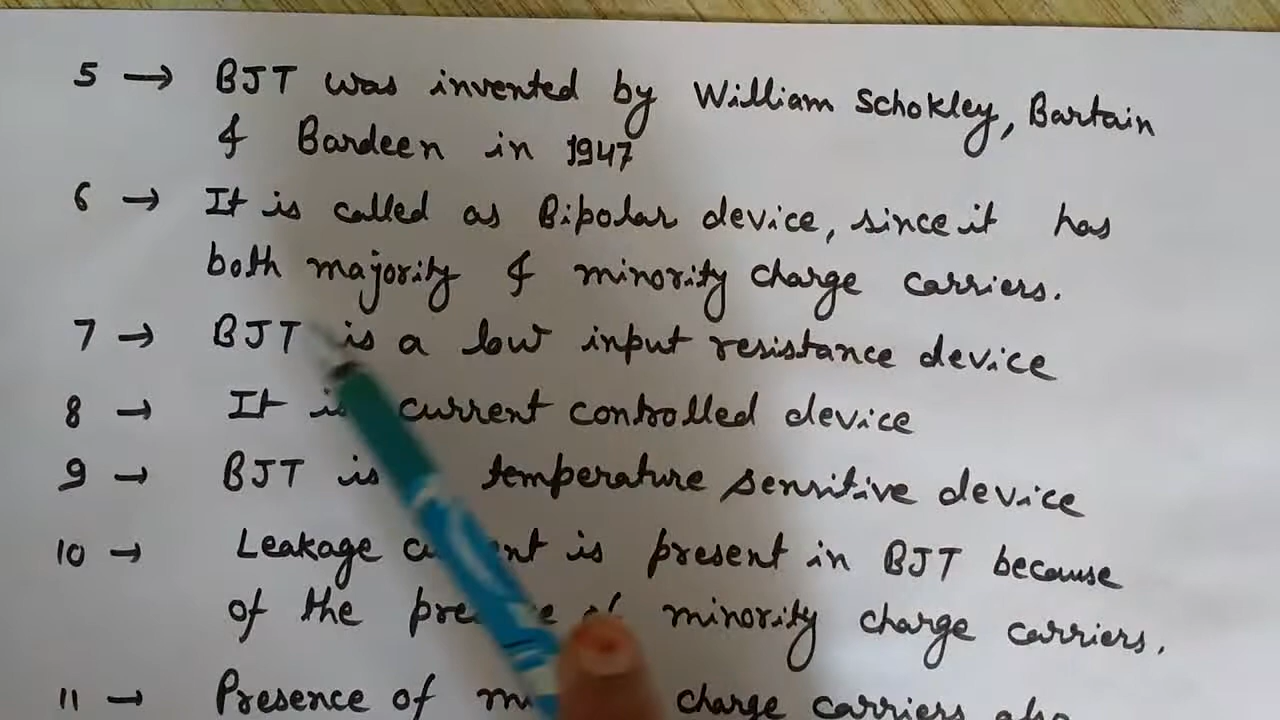 5 → BJT was invented by William Schokley, Bartain
& Bardeen in 1947
6 → It is called as Bipolar device, since it has
both majority & minority charge carriers.
7 → BJT is a low input resistance device
8 → It is current controlled device
9 → BJT is temperature sensitive device
10 → Leakage is present in BJT because
of the minority charge carriers.
11 → Presence of charge carriers also